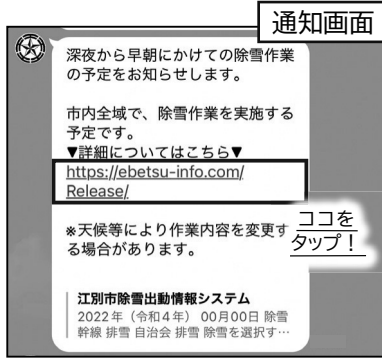 通知画面
深夜から早朝にかけての除雪作業
の予定をお知らせします。
市内全域で、除雪作業を実施する
予定です。
▼詳細についてはこちら▼
https://ebetsu-info.com/
Release/
※天候等により作業内容を変更す
る場合があります。
ココを
タップ！
江別市除雪出動情報システム
2022年（令和4年） 00月00日 除雪
幹線 排雪 自治会 排雪 除雪を選択す…